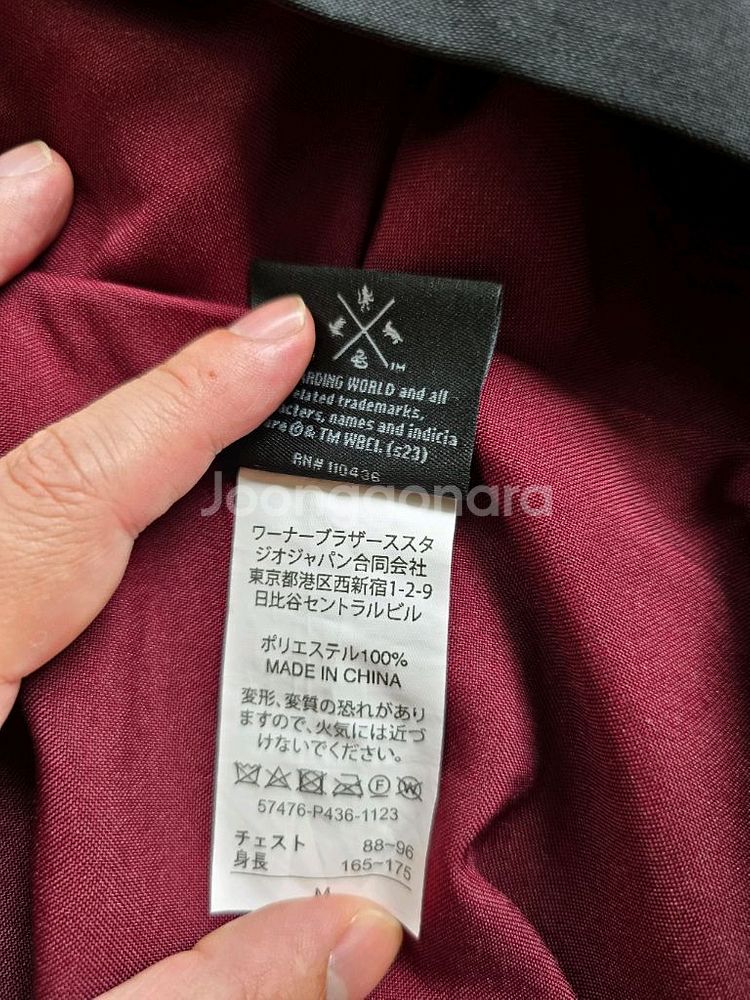 TM
WORLD and all
trademarks,
names and indicia
© & TM WBEI. (s23)
RN# 110436
Joonggonara
ワーナーブラザーススタ
ジオジャパン合同会社
東京都港区西新宿1-2-9
日比谷セントラルビル
ポリエステル100%
MADE IN CHINA
変形、変質の恐れがあり
ますので、火気には近づ
けないでください。
F W
57476-P436-1123
チェスト 88~96
身長 165~175
M